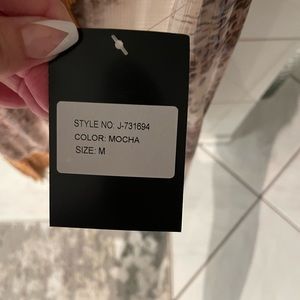 STYLE NO: J-731694
COLOR: MOCHA
SIZE: M